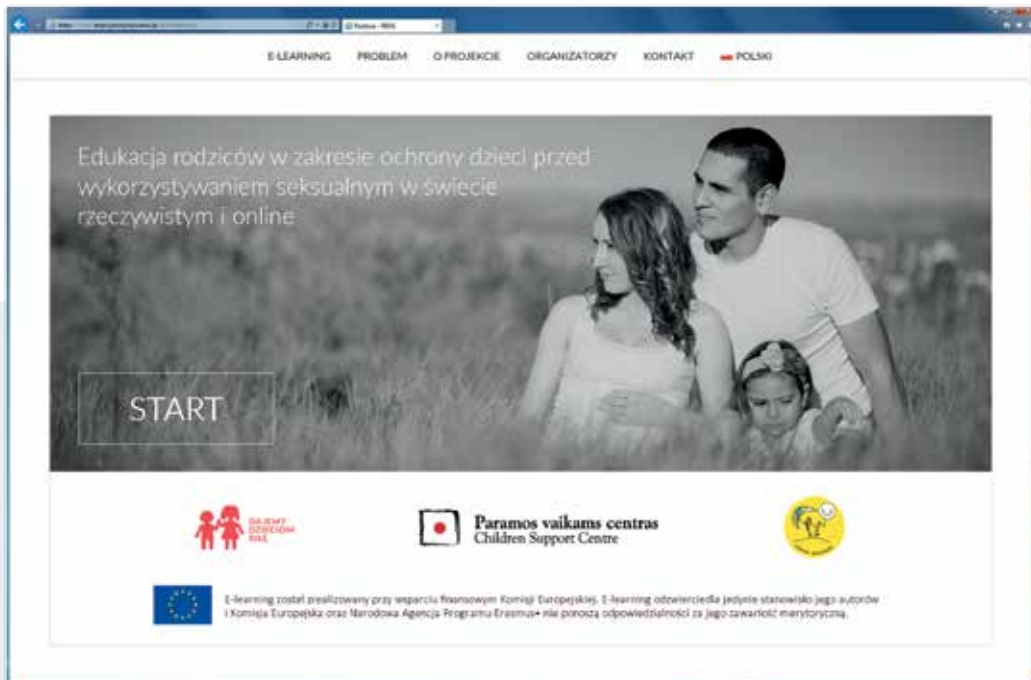 E-LEARNING PROBLEM O PROJEKCIE ORGANIZATORZY KONTAKT POLSKI
Edukacja rodziców w zakresie ochrony dzieci przed
wykorzystywaniem seksualnym w świecie
rzeczywistym i online
START
DAJEMY
DZIECIOM
SIŁĘ
Paramos vaikams centras
Children Support Centre
E-learning został zrealizowany przy wsparciu finansowym Komisji Europejskiej. E-learning odzwierciedla jedynie stanowisko jego autorów
i Komisja Europejska oraz Narodowa Agencja Programu Erasmus+ nie ponoszą odpowiedzialności za jego zawartość merytoryczną.